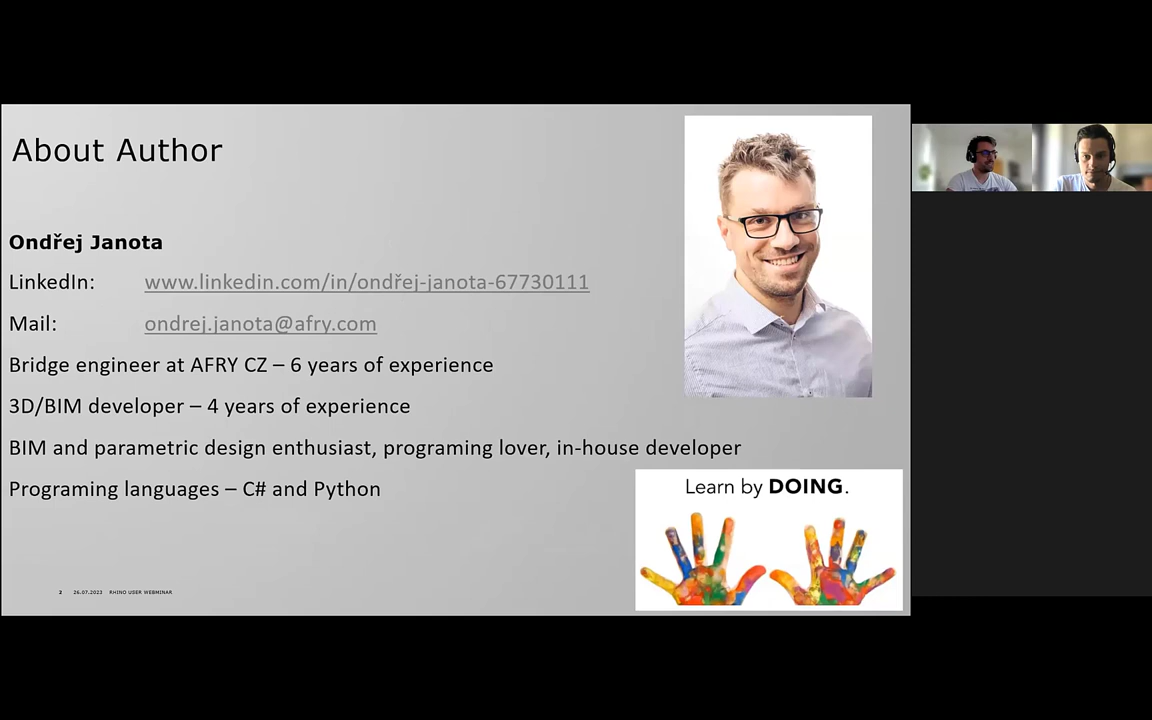 About Author
Ondřej Janota
LinkedIn: www.linkedin.com/in/ondřej-janota-67730111
Mail: ondrej.janota@afry.com
Bridge engineer at AFRY CZ – 6 years of experience
3D/BIM developer – 4 years of experience
BIM and parametric design enthusiast, programing lover, in-house developer
Programing languages – C# and Python
Learn by DOING.
2 26.07.2023 RHINO USER WEBMINAR